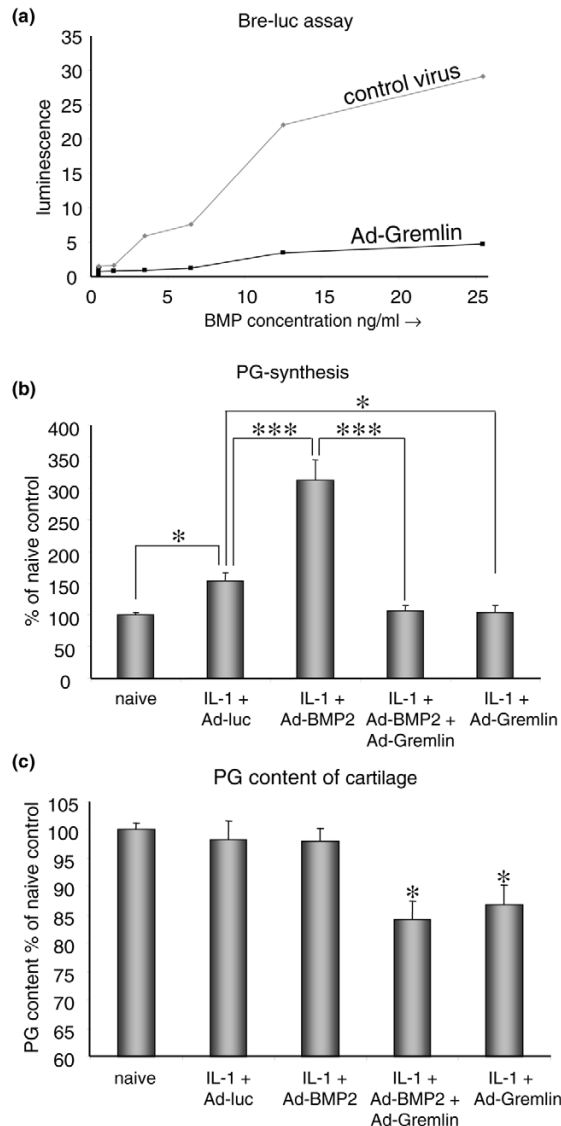 (a)
Bre-luc assay
35
30
25
20
15
10
5
0
luminescence
control virus
Ad-Gremlin
0
5
10
15
20
25
BMP concentration ng/ml →
(b)
PG-synthesis
400
350
300
200
150
100
50
0
% of naive control
*
***
***
*
naive
IL-1 +
Ad-luc
IL-1 +
Ad-BMP2
IL-1 +
Ad-BMP2 +
Ad-Gremlin
IL-1 +
Ad-Gremlin
(c)
PG content of cartilage
105
100
95
90
85
80
75
65
60
PG content % of naive control
*
*
naive
IL-1 +
Ad-luc
IL-1 +
Ad-BMP2
IL-1 +
Ad-BMP2 +
Ad-Gremlin
IL-1 +
Ad-Gremlin